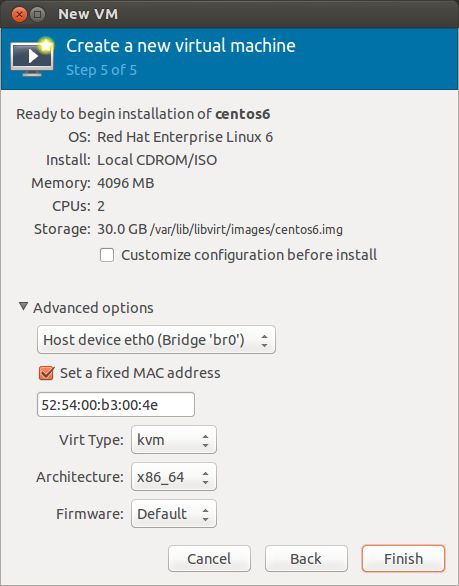 New VM
Create a new virtual machine
Step 5 of 5
Ready to begin installation of centos6
OS: Red Hat Enterprise Linux 6
Install: Local CDROM/ISO
Memory: 4096 MB
CPUs: 2
Storage: 30.0 GB /var/lib/libvirt/images/centos6.img
Customize configuration before install
Advanced options
Host device eth0 (Bridge 'br0')
Set a fixed MAC address
52:54:00:b3:00:4e
Virt Type: kvm
Architecture: x86_64
Firmware: Default
Cancel Back Finish